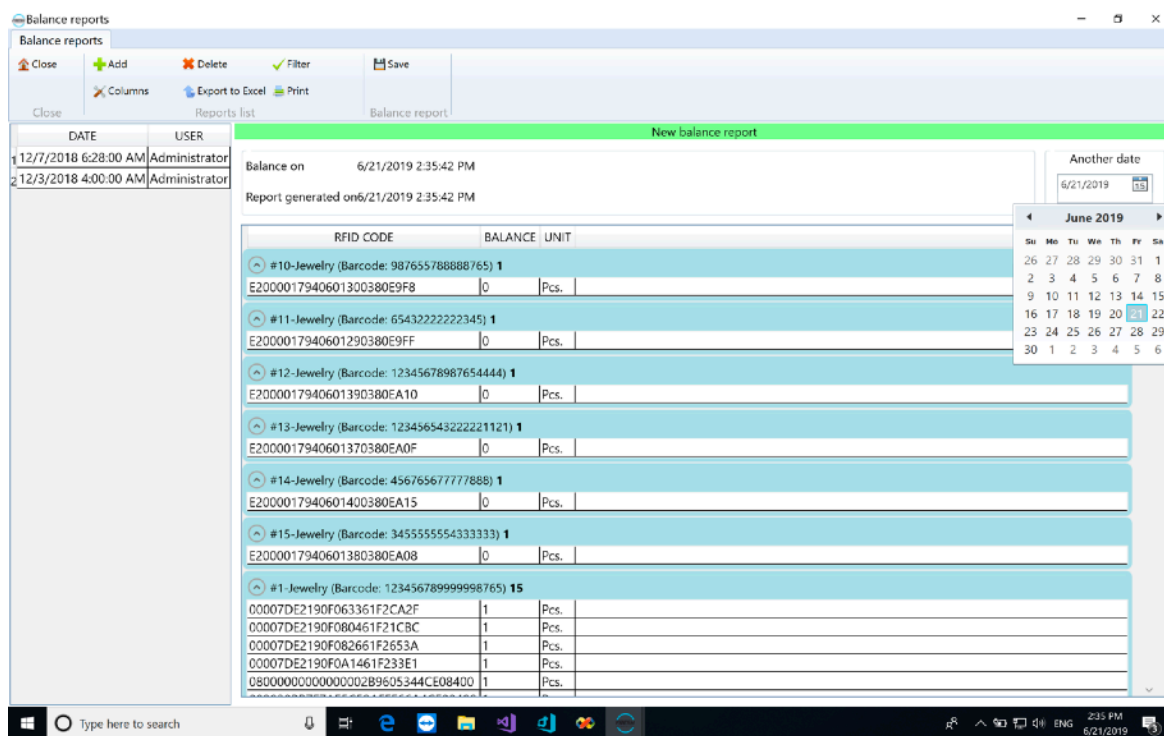 Balance reports
Balance reports
Close Add Delete Filter Save
Columns Export to Excel Print
Close Reports list Balance report
DATE USER
1 12/7/2018 6:28:00 AM Administrator
2 12/3/2018 4:00:00 AM Administrator
New balance report
Balance on 6/21/2019 2:35:42 PM
Report generated on6/21/2019 2:35:42 PM
Another date
6/21/2019 15
June 2019
Su Mo Tu We Th Fr Sa
26 27 28 29 30 31 1
2 3 4 5 6 7 8
9 10 11 12 13 14 15
16 17 18 19 20 21 22
23 24 25 26 27 28 29
30 1 2 3 4 5 6
RFID CODE BALANCE UNIT
#10-Jewelry (Barcode: 987655788888765) 1
E2000017940601300380E9F8 0 Pcs.
#11-Jewelry (Barcode: 65432222222345) 1
E2000017940601290380E9FF 0 Pcs.
#12-Jewelry (Barcode: 12345678987654444) 1
E2000017940601390380EA10 0 Pcs.
#13-Jewelry (Barcode: 123456543222221121) 1
E2000017940601370380EA0F 0 Pcs.
#14-Jewelry (Barcode: 456765677777888) 1
E2000017940601400380EA15 0 Pcs.
#15-Jewelry (Barcode: 3455555554333333) 1
E2000017940601380380EA08 0 Pcs.
#1-Jewelry (Barcode: 123456789999998765) 15
00007DE2190F063361F2CA2F 1 Pcs.
00007DE2190F080461F21CBC 1 Pcs.
00007DE2190F082661F2653A 1 Pcs.
00007DE2190F0A1461F233E1 1 Pcs.
08000000000000002B9605344CE08400 1 Pcs.
Type here to search
ENG 2:35 PM
6/21/2019 3